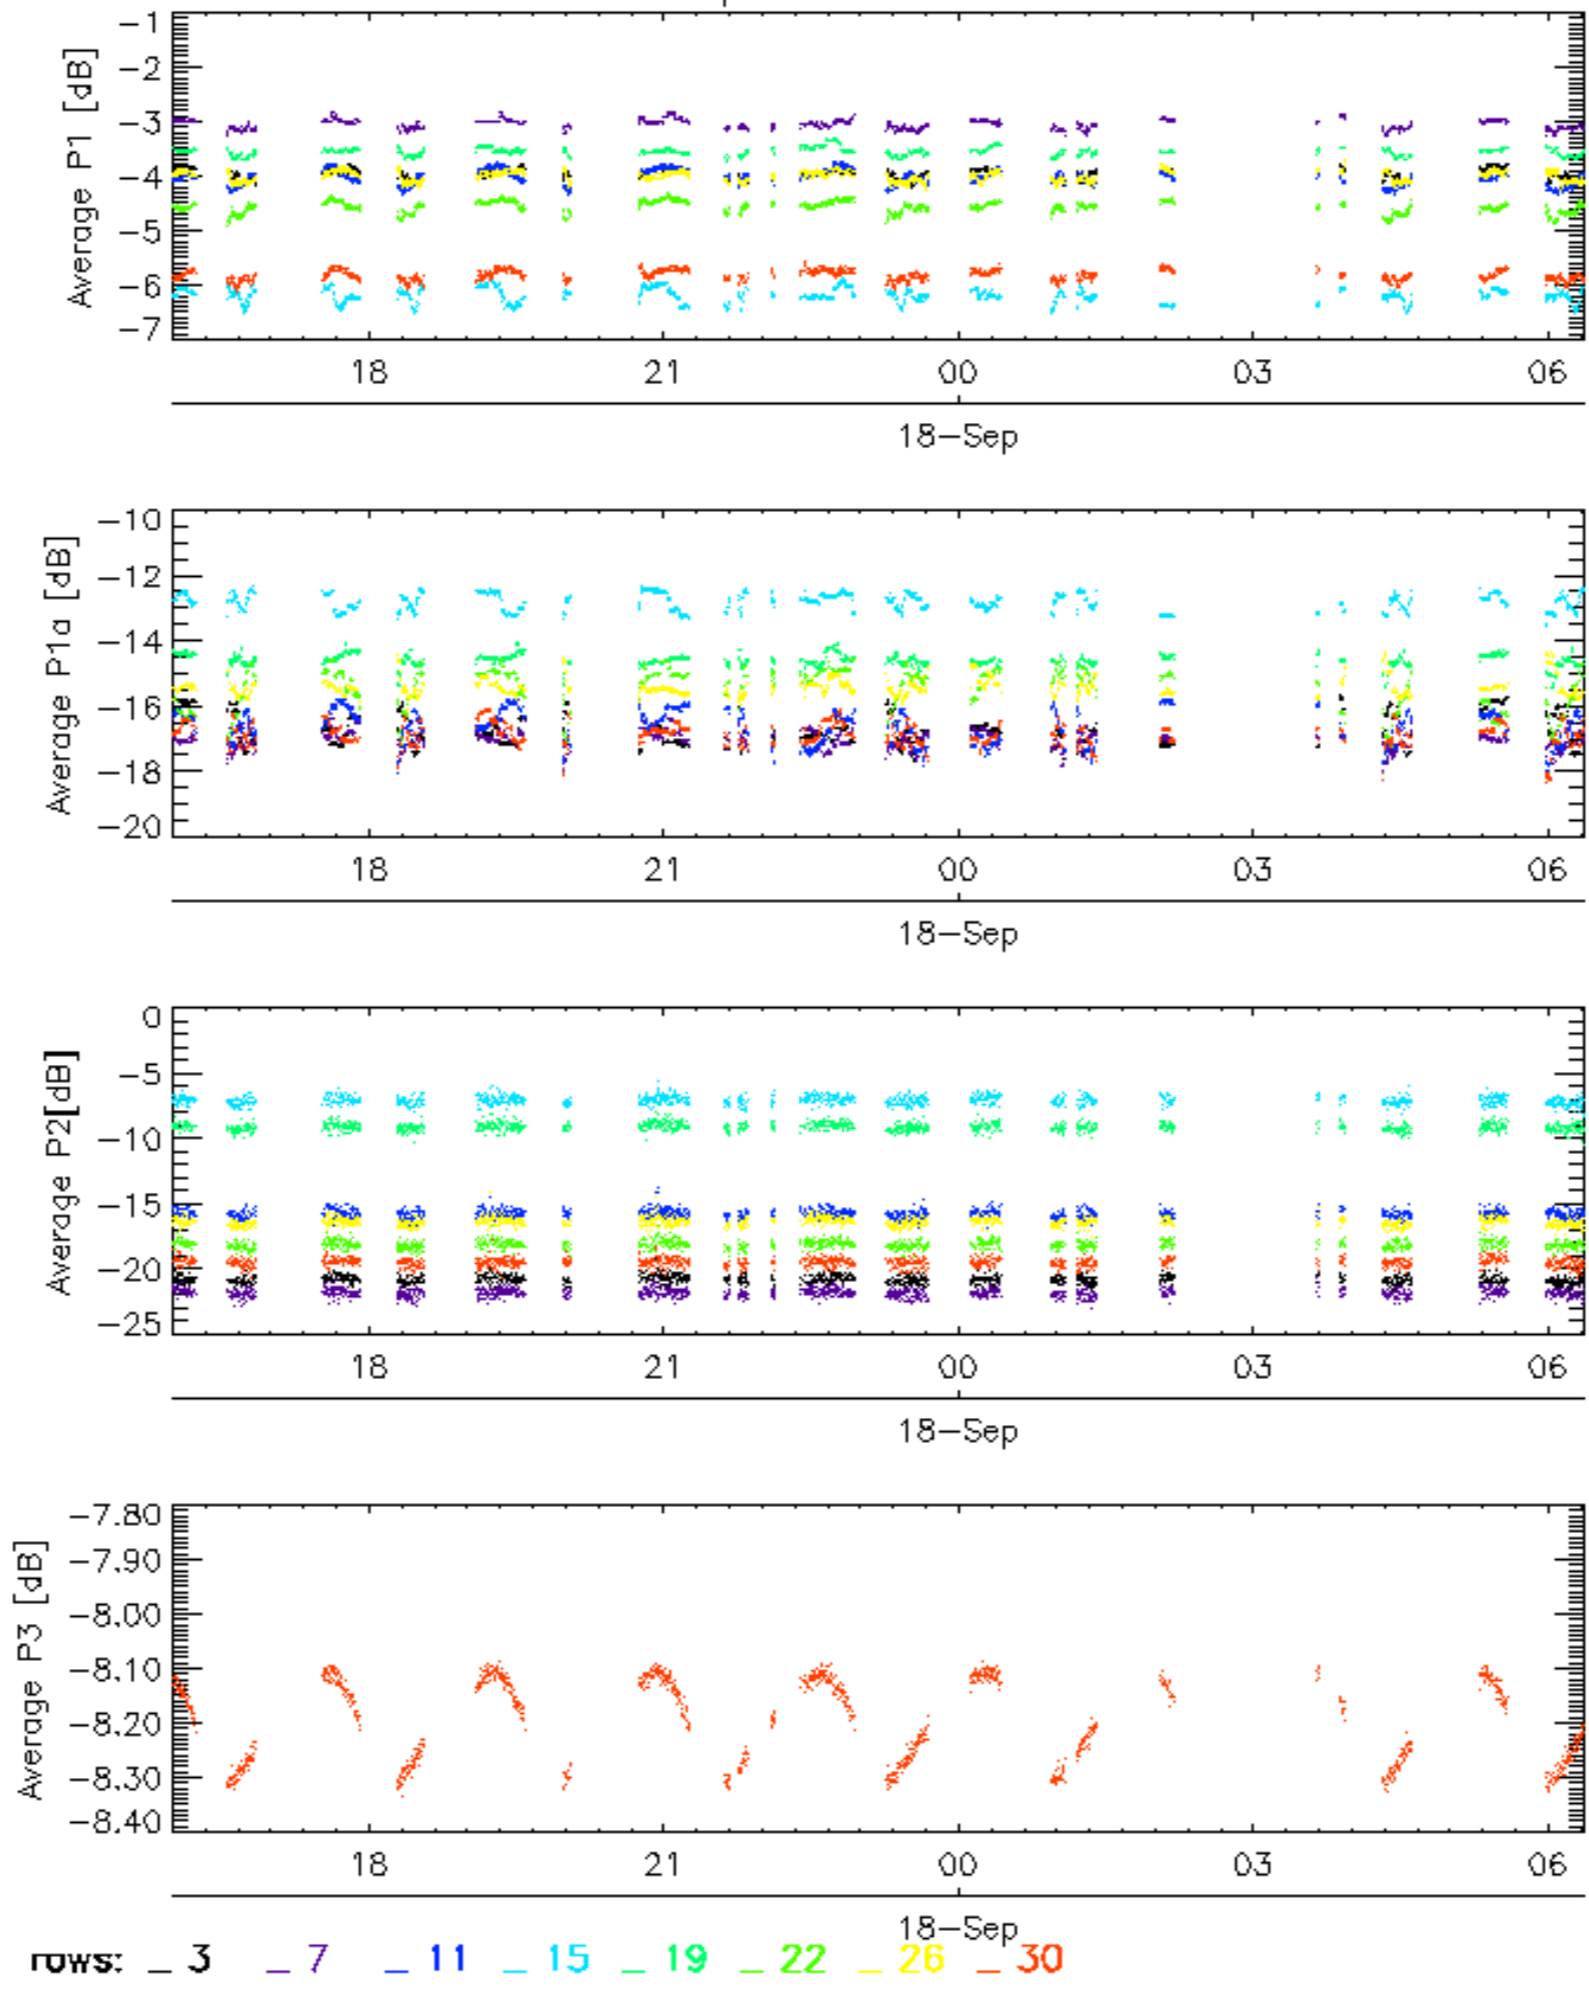 Average P1 [dB]
-1
-2
-3
-4
-5
-6
-7
18 21 00 03 06
18-Sep
Average P1a [dB]
-10
-12
-14
-16
-18
-20
18 21 00 03 06
18-Sep
Average P2[dB]
0
-5
-10
-15
-20
-25
18 21 00 03 06
18-Sep
Average P3 [dB]
-7.80
-7.90
-8.00
-8.10
-8.20
-8.30
-8.40
18 21 00 03 06
18-Sep
rows: _ 3 _ 7 _ 11 _ 15 _ 19 _ 22 _ 26 _ 30